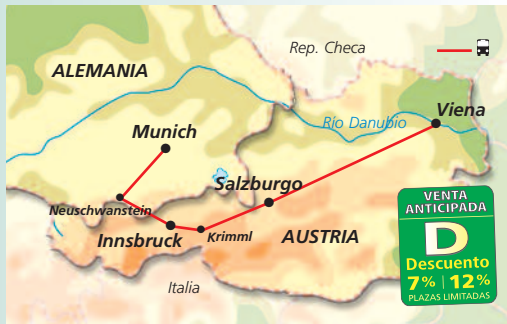 Rep. Checa
ALEMANIA
Viena
Río Danubio
Munich
Salzburgo
Neuschwanstein
Innsbruck
Krimml
AUSTRIA
Italia
VENTA
ANTICIPADA
D
Descuento
7% | 12%
PLAZAS LIMITADAS